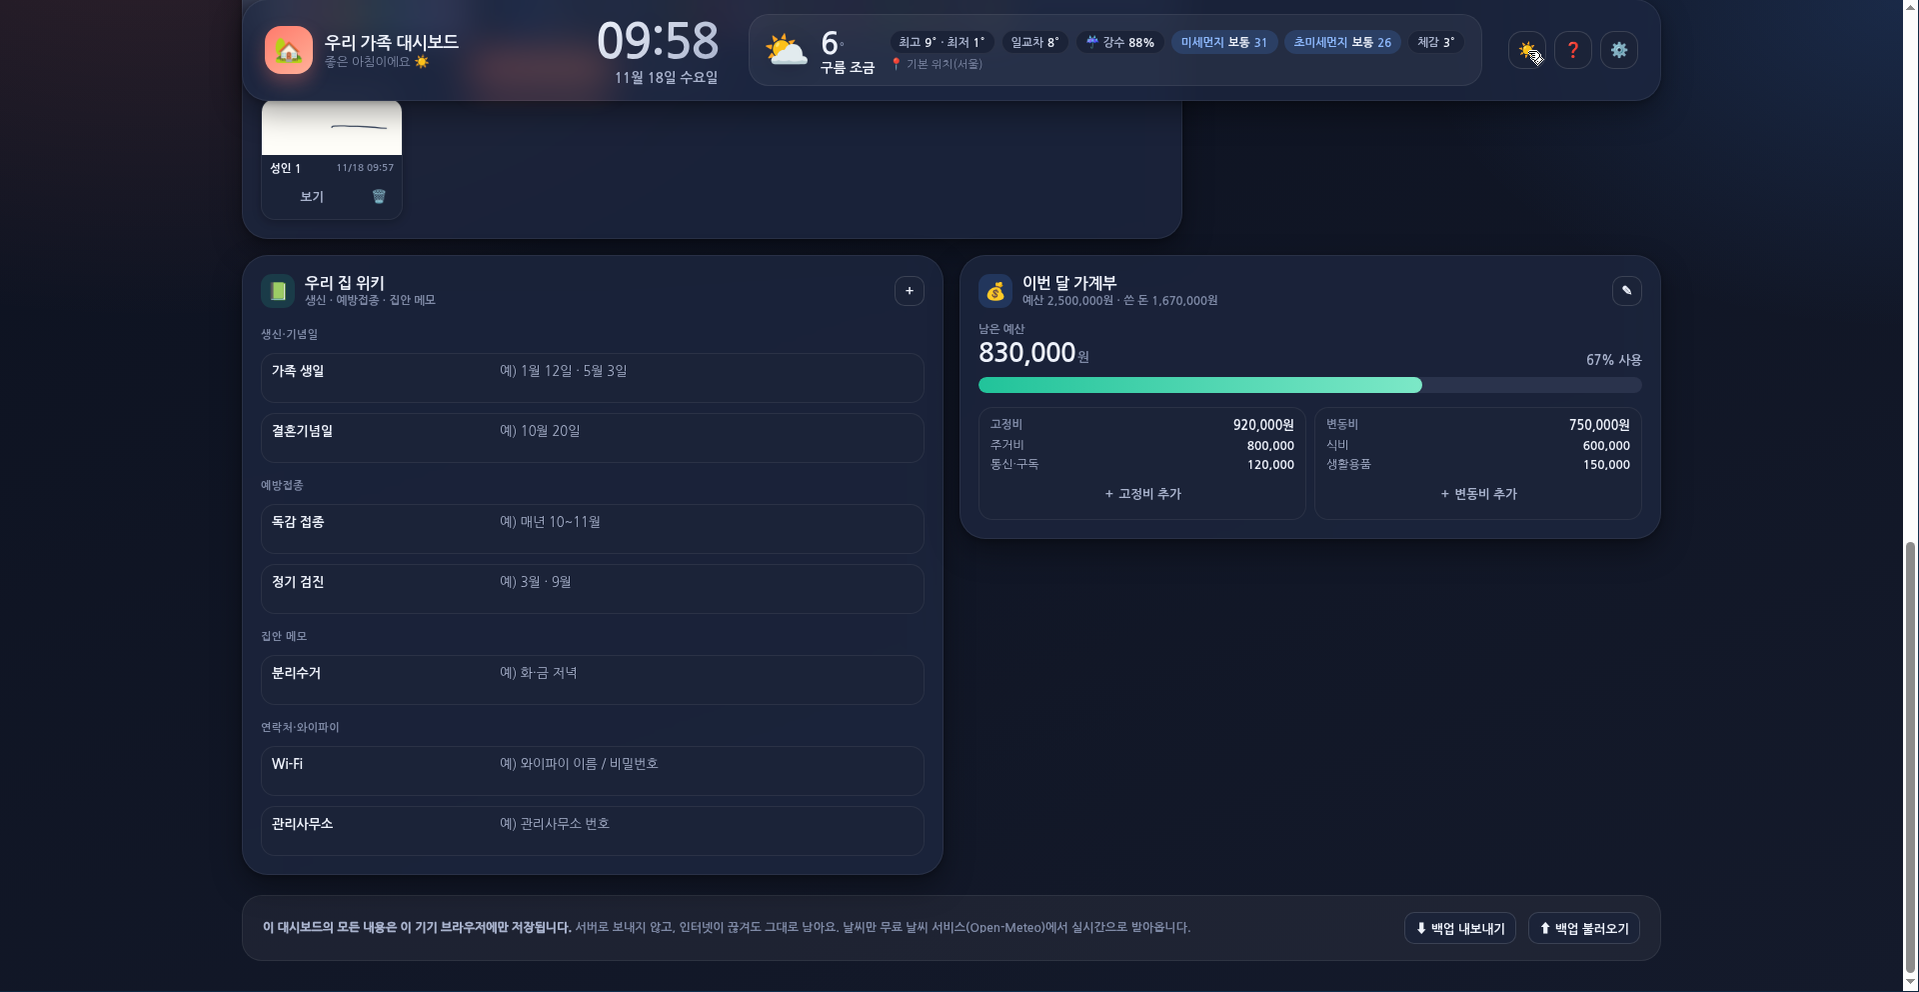 우리 가족 대시보드
좋은 아침이에요 ☀️
09:58
11월 18일 수요일
6°
구름 조금
최고 9° · 최저 1° 일교차 8° ☔ 강수 88% 미세먼지 보통 31 초미세먼지 보통 26 체감 3°
📍 기본 위치(서울)
성인 1 11/18 09:57
보기
우리 집 위키
생신 · 예방접종 · 집안 메모
+
생신·기념일
가족 생일 예) 1월 12일 · 5월 3일
결혼기념일 예) 10월 20일
예방접종
독감 접종 예) 매년 10~11월
정기 검진 예) 3월 · 9월
집안 메모
분리수거 예) 화·금 저녁
연락처·와이파이
Wi-Fi 예) 와이파이 이름 / 비밀번호
관리사무소 예) 관리사무소 번호
이번 달 가계부
예산 2,500,000원 · 쓴 돈 1,670,000원
남은 예산
830,000원
67% 사용
고정비 920,000원
주거비 800,000
통신·구독 120,000
+ 고정비 추가
변동비 750,000원
식비 600,000
생활용품 150,000
+ 변동비 추가
이 대시보드의 모든 내용은 이 기기 브라우저에만 저장됩니다. 서버로 보내지 않고, 인터넷이 끊겨도 그대로 남아요. 날씨만 무료 날씨 서비스(Open-Meteo)에서 실시간으로 받아옵니다.
⬇ 백업 내보내기
⬆ 백업 불러오기